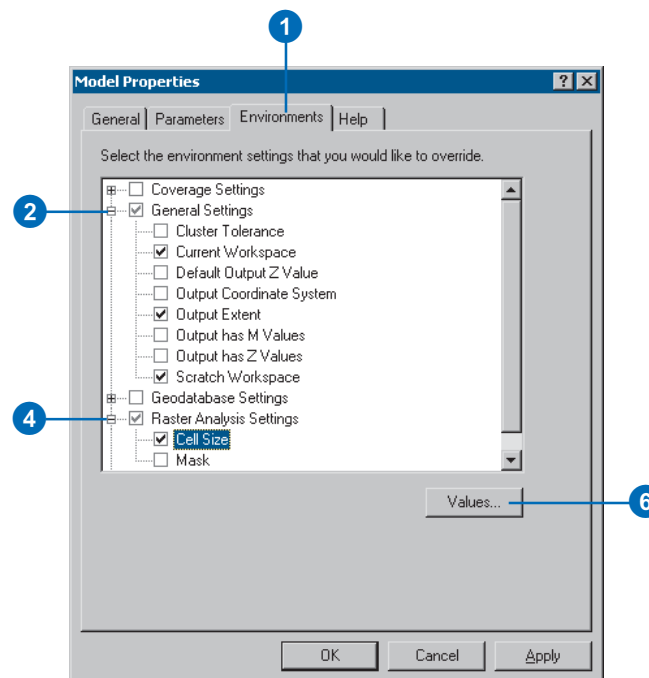 1
Model Properties
General Parameters Environments Help
Select the environment settings that you would like to override.
Coverage Settings
2 General Settings
Cluster Tolerance
Current Workspace
Default Output Z Value
Output Coordinate System
Output Extent
Output has M Values
Output has Z Values
Scratch Workspace
Geodatabase Settings
4 Raster Analysis Settings
Cell Size
Mask
Values... 6
OK Cancel Apply